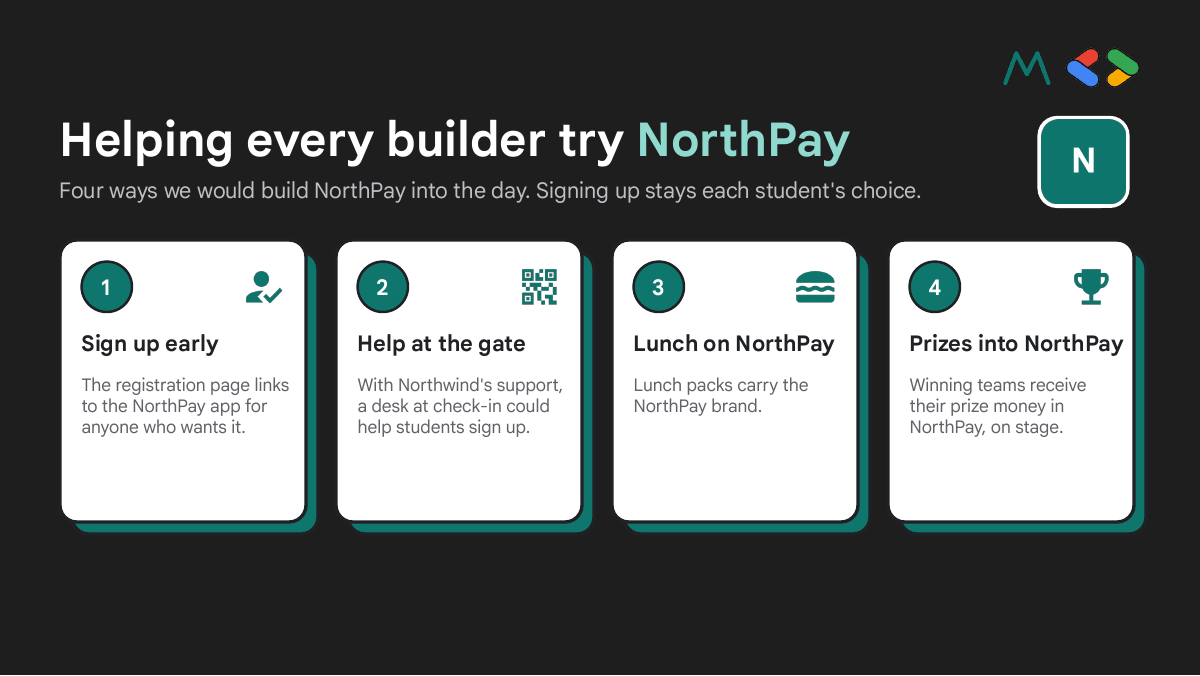 Helping every builder try NorthPay
N
Four ways we would build NorthPay into the day. Signing up stays each student's choice.
1
Sign up early
The registration page links
to the NorthPay app for
anyone who wants it.
2
Help at the gate
With Northwind's support,
a desk at check-in could
help students sign up.
3
Lunch on NorthPay
Lunch packs carry the
NorthPay brand.
4
Prizes into NorthPay
Winning teams receive
their prize money in
NorthPay, on stage.